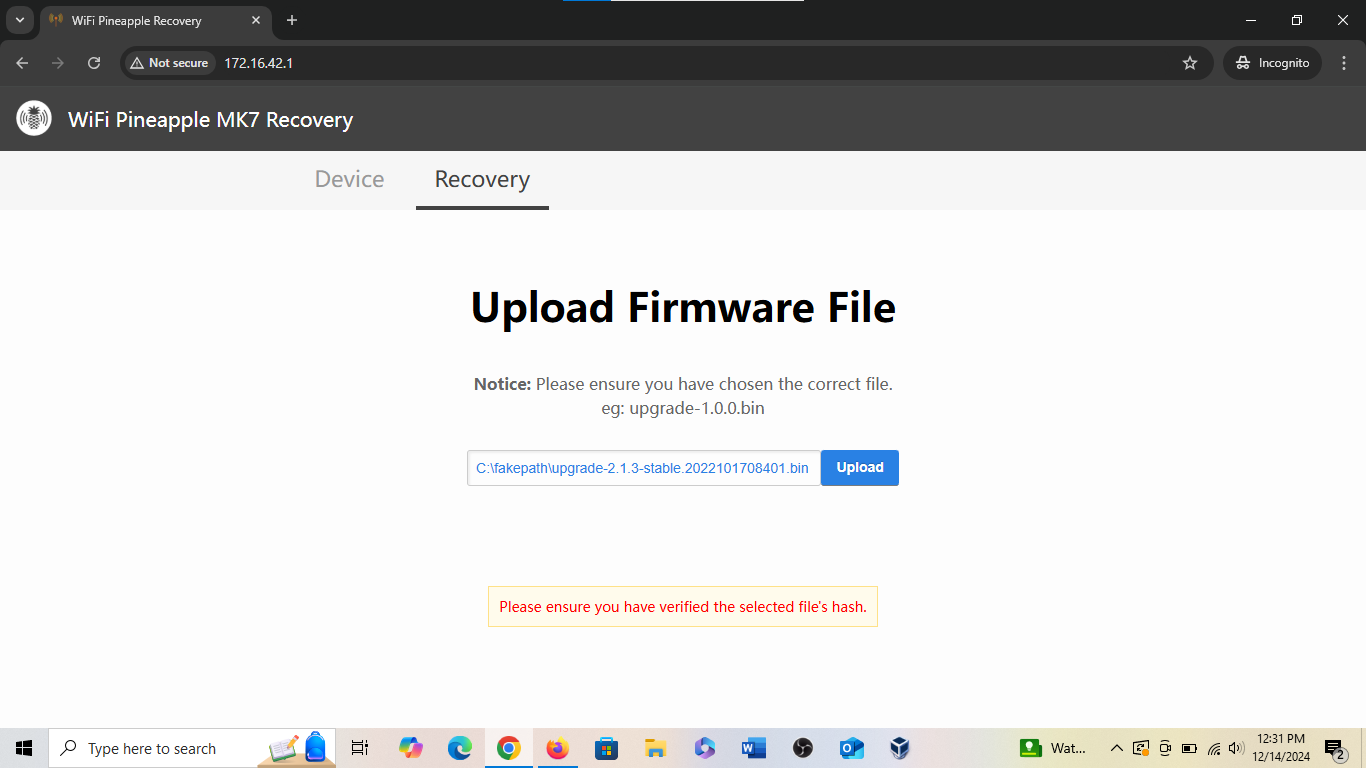 WiFi Pineapple Recovery
Not secure
172.16.42.1
Incognito
WiFi Pineapple MK7 Recovery
Device
Recovery
Upload Firmware File
Notice: Please ensure you have chosen the correct file.
eg: upgrade-1.0.0.bin
C:\fakepath\upgrade-2.1.3-stable.2022101708401.bin
Upload
Please ensure you have verified the selected file's hash.
Type here to search
Wat...
12:31 PM
12/14/2024
2